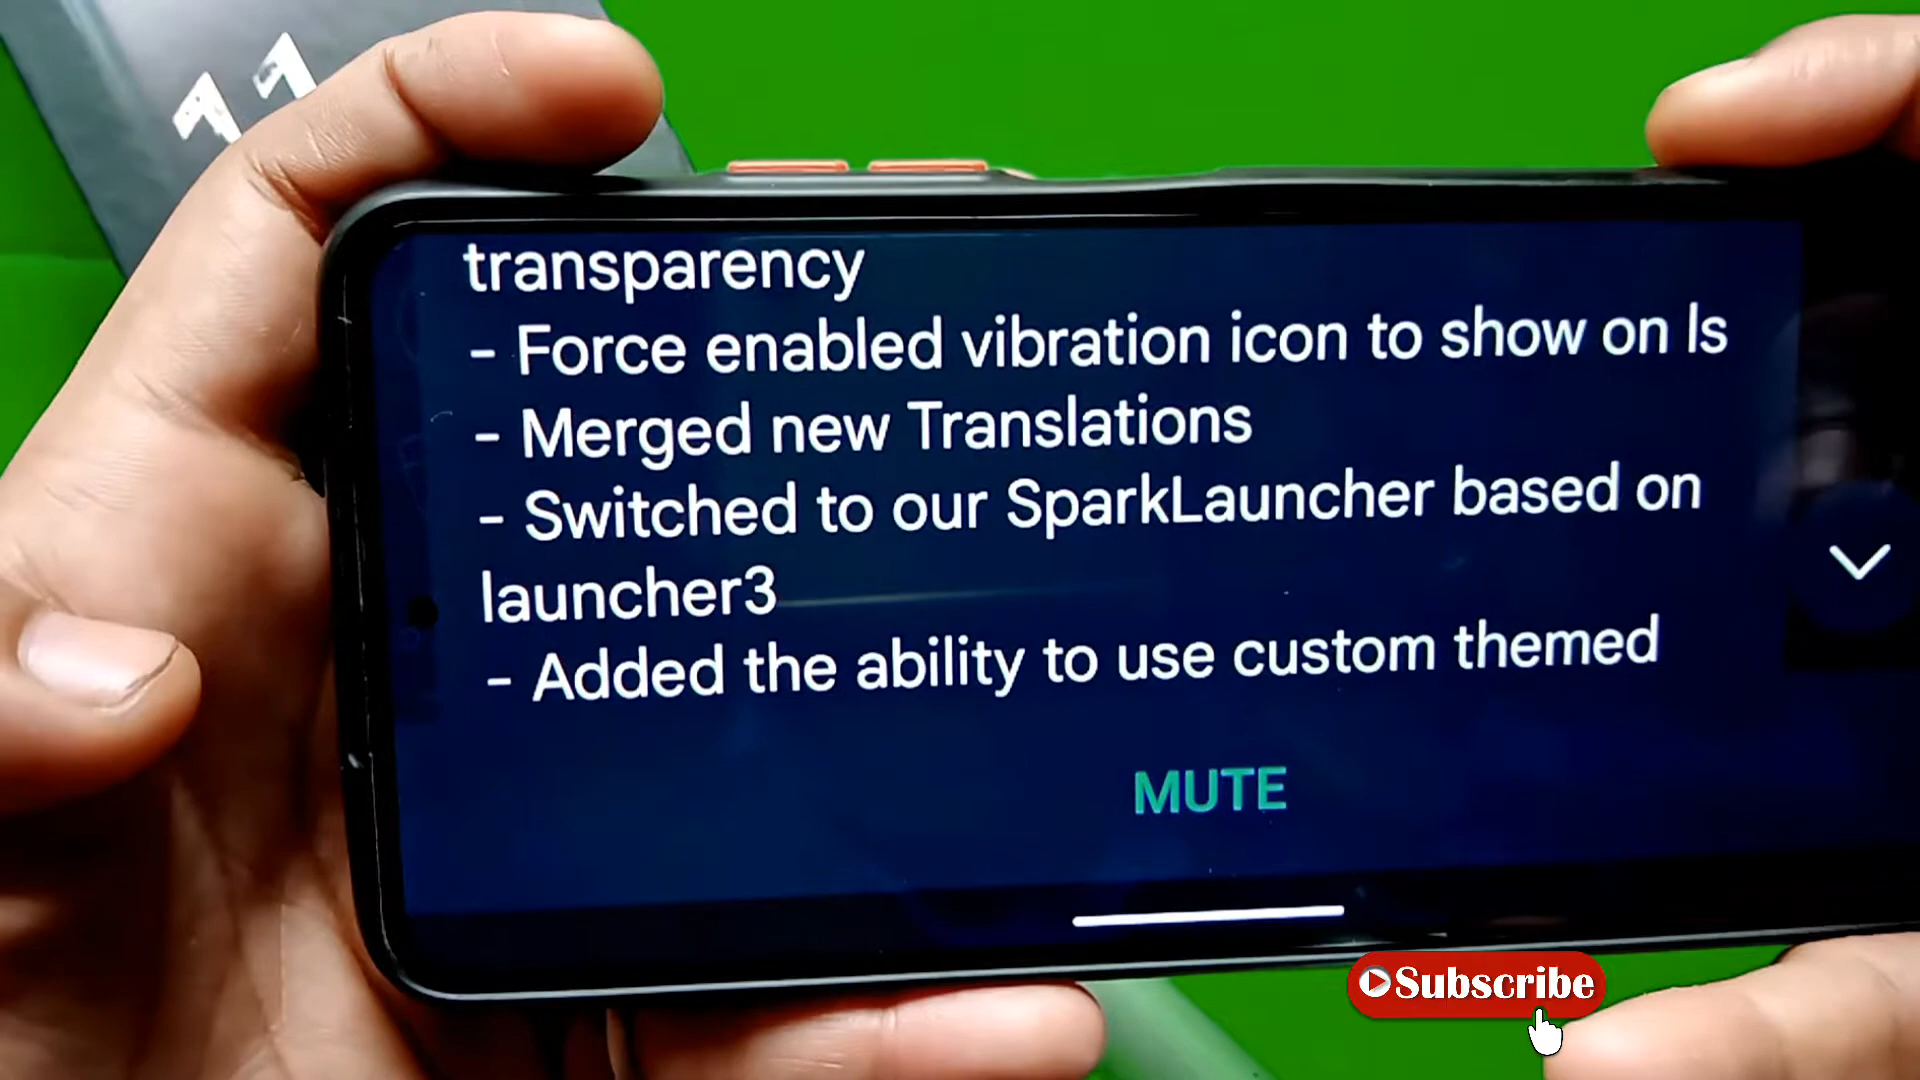 11
transparency
- Force enabled vibration icon to show on ls
- Merged new Translations
- Switched to our SparkLauncher based on
launcher3
- Added the ability to use custom themed
MUTE
Subscribe